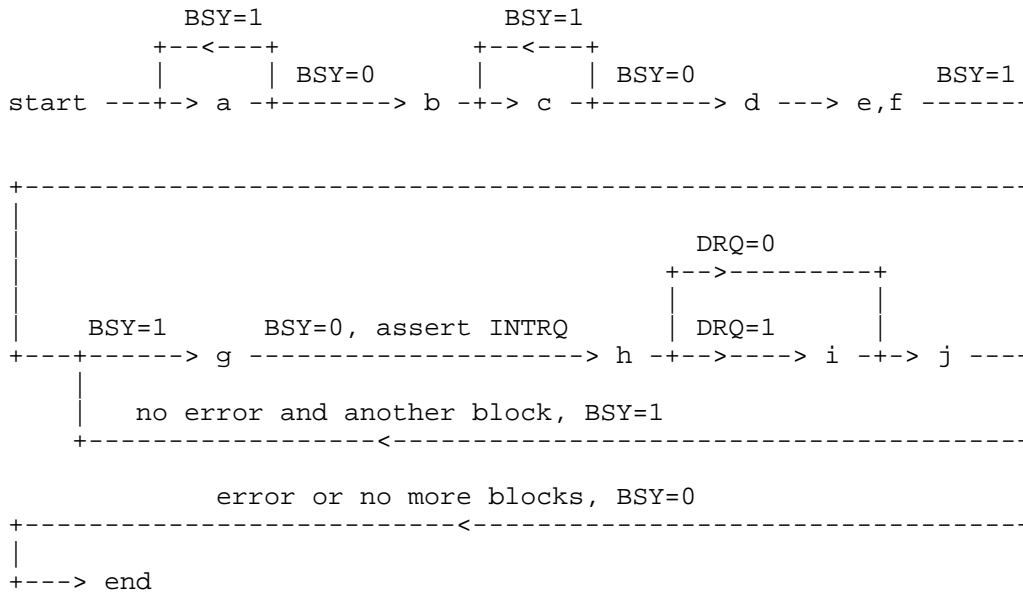 BSY=1 BSY=1
BSY=0 BSY=0 BSY=1
start a b c d e,f
DRQ=0
BSY=1 BSY=0, assert INTRQ DRQ=1
g h i j
no error and another block, BSY=1
error or no more blocks, BSY=0
end